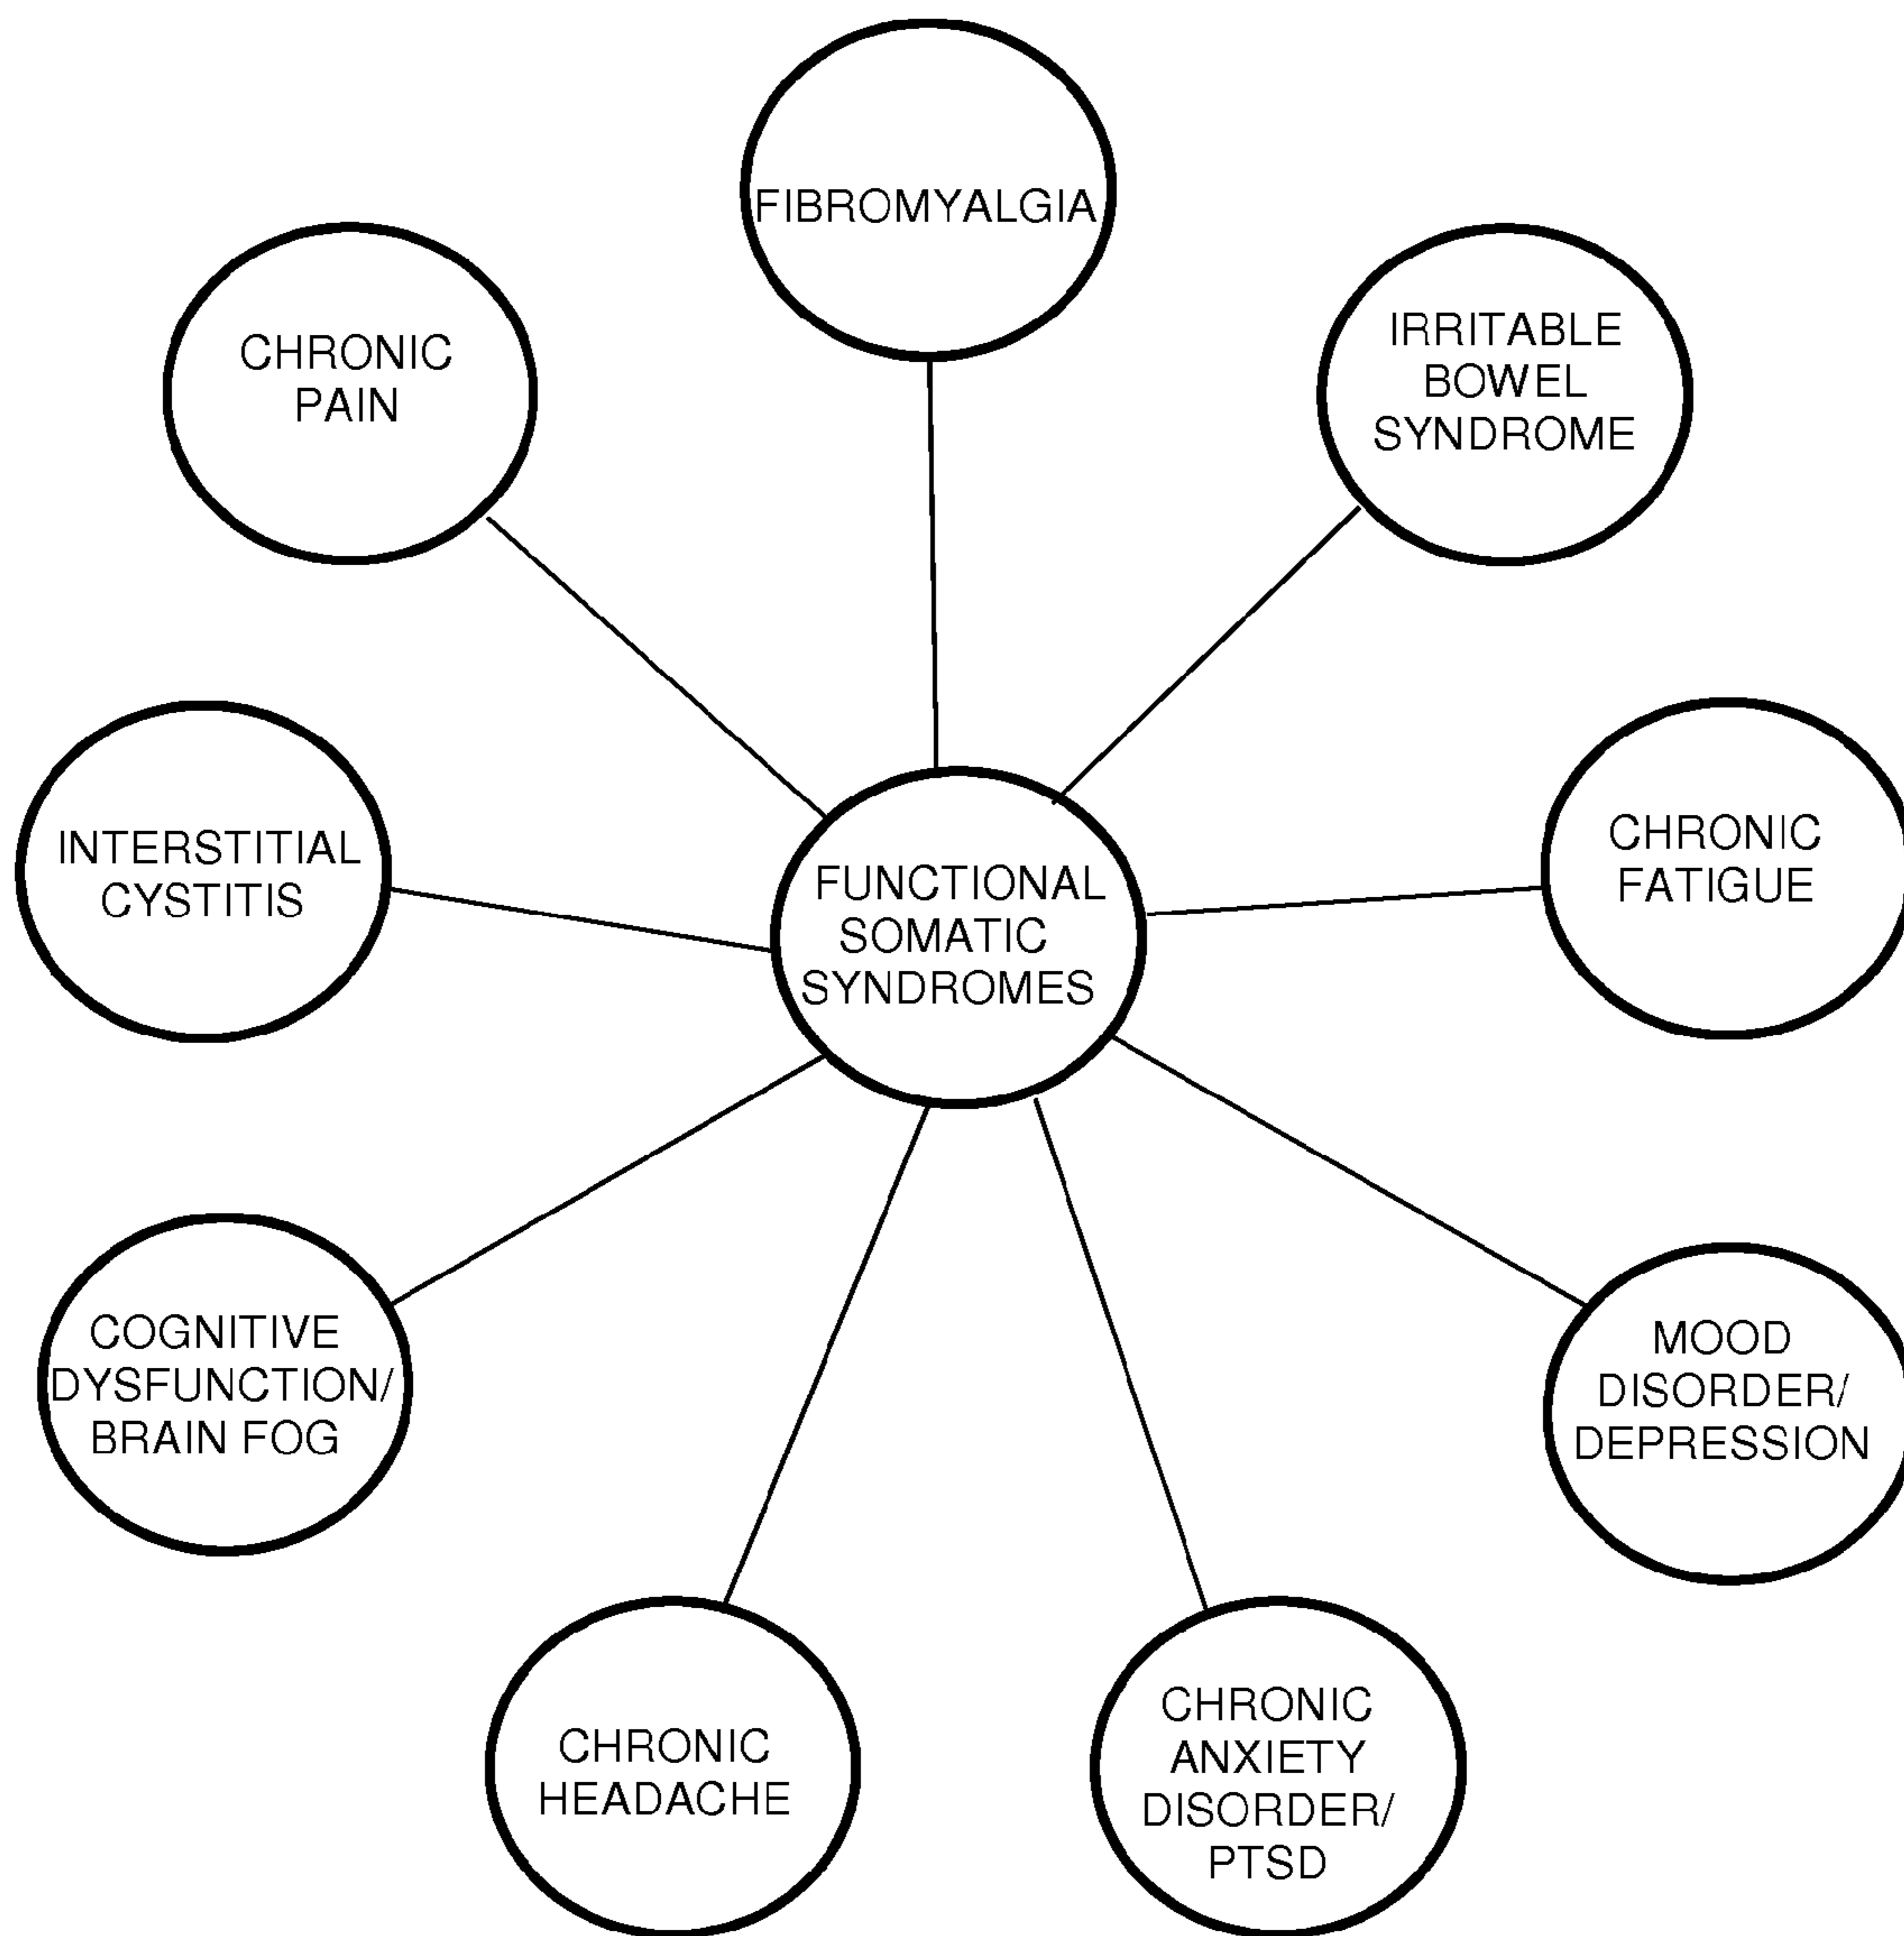 FIBROMYALGIA
CHRONIC
PAIN
IRRITABLE
BOWEL
SYNDROME
INTERSTITIAL
CYSTITIS
FUNCTIONAL
SOMATIC
SYNDROMES
CHRONIC
FATIGUE
COGNITIVE
DYSFUNCTION/
BRAIN FOG
MOOD
DISORDER/
DEPRESSION
CHRONIC
HEADACHE
CHRONIC
ANXIETY
DISORDER/
PTSD